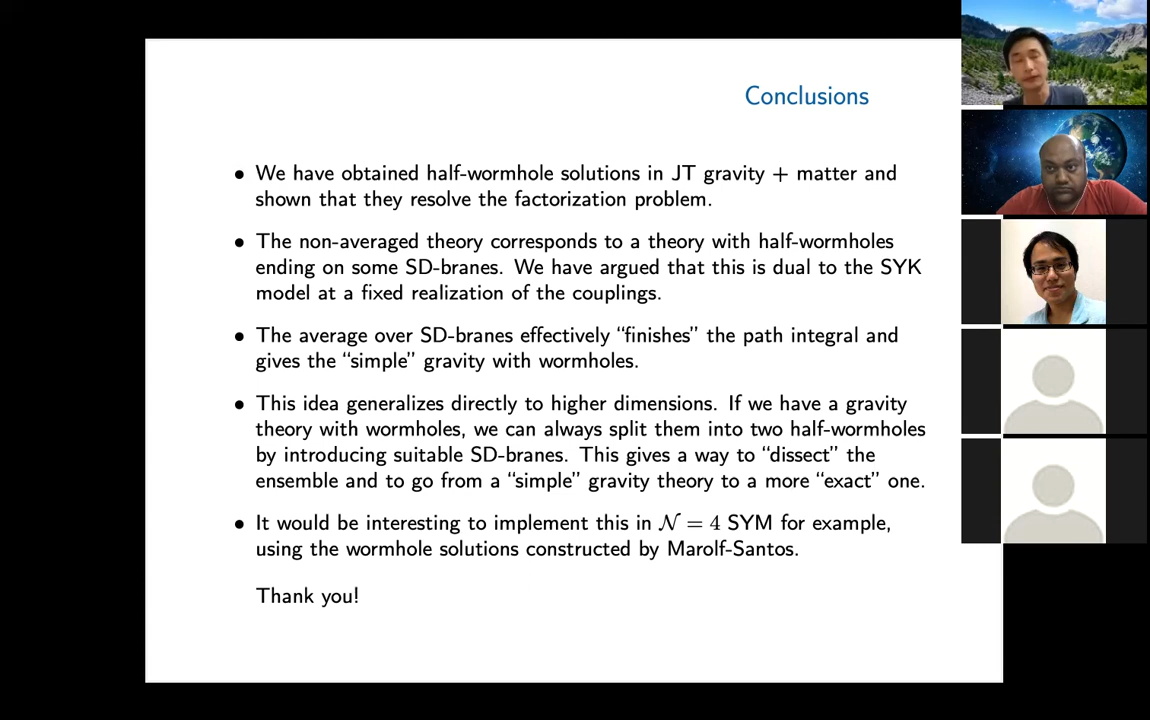 Conclusions
• We have obtained half-wormhole solutions in JT gravity + matter and
shown that they resolve the factorization problem.
• The non-averaged theory corresponds to a theory with half-wormholes
ending on some SD-branes. We have argued that this is dual to the SYK
model at a fixed realization of the couplings.
• The average over SD-branes effectively “finishes” the path integral and
gives the “simple” gravity with wormholes.
• This idea generalizes directly to higher dimensions. If we have a gravity
theory with wormholes, we can always split them into two half-wormholes
by introducing suitable SD-branes. This gives a way to “dissect” the
ensemble and to go from a “simple” gravity theory to a more “exact” one.
• It would be interesting to implement this in 𝒩 = 4 SYM for example,
using the wormhole solutions constructed by Marolf-Santos.
Thank you!